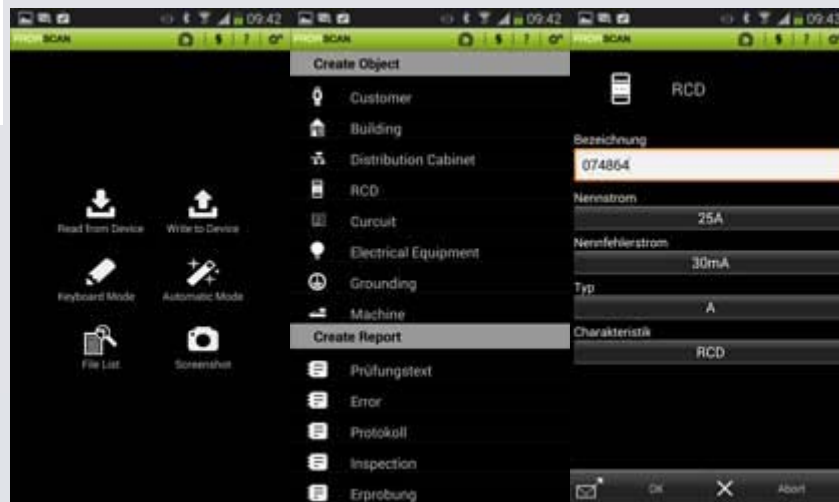 09:42
SCAN
Read from Device
Write to Device
Keyboard Mode
Automatic Mode
File List
Screenshot
09:42
SCAN
Create Object
Customer
Building
Distribution Cabinet
RCD
Curcuit
Electrical Equipment
Grounding
Machine
Create Report
Prüfungstext
Error
Protokoll
Inspection
Erprobung
09:43
SCAN
RCD
Bezeichnung
074864
Nennstrom
25A
Nennfehlerstrom
30mA
Typ
A
Charakteristik
RCD
OK
Abort